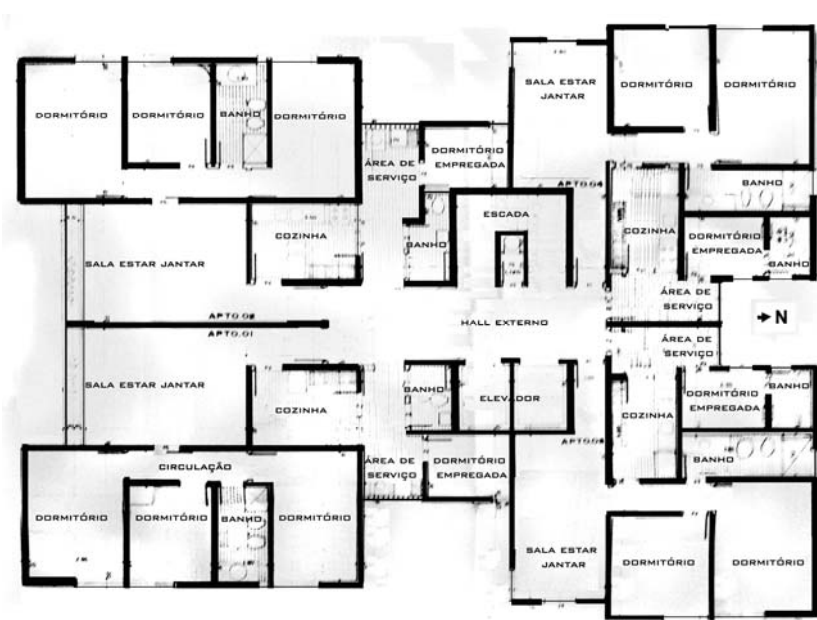 DORMITÓRIO
DORMITÓRIO
BANHO
DORMITÓRIO
ÁREA DE
SERVIÇO
DORMITÓRIO
EMPREGADA
SALA ESTAR
JANTAR
DORMITÓRIO
DORMITÓRIO
APTO.04
BANHO
ESCADA
COZINHA
BANHO
COZINHA
DORMITÓRIO
EMPREGADA
BANHO
SALA ESTAR JANTAR
ÁREA DE
SERVIÇO
APTO.02
HALL EXTERNO
N
APTO.01
ÁREA DE
SERVIÇO
SALA ESTAR JANTAR
COZINHA
BANHO
ELEVADOR
COZINHA
DORMITÓRIO
EMPREGADA
BANHO
CIRCULAÇÃO
ÁREA DE
SERVIÇO
DORMITÓRIO
EMPREGADA
BANHO
DORMITÓRIO
DORMITÓRIO
BANHO
DORMITÓRIO
SALA ESTAR
JANTAR
DORMITÓRIO
DORMITÓRIO